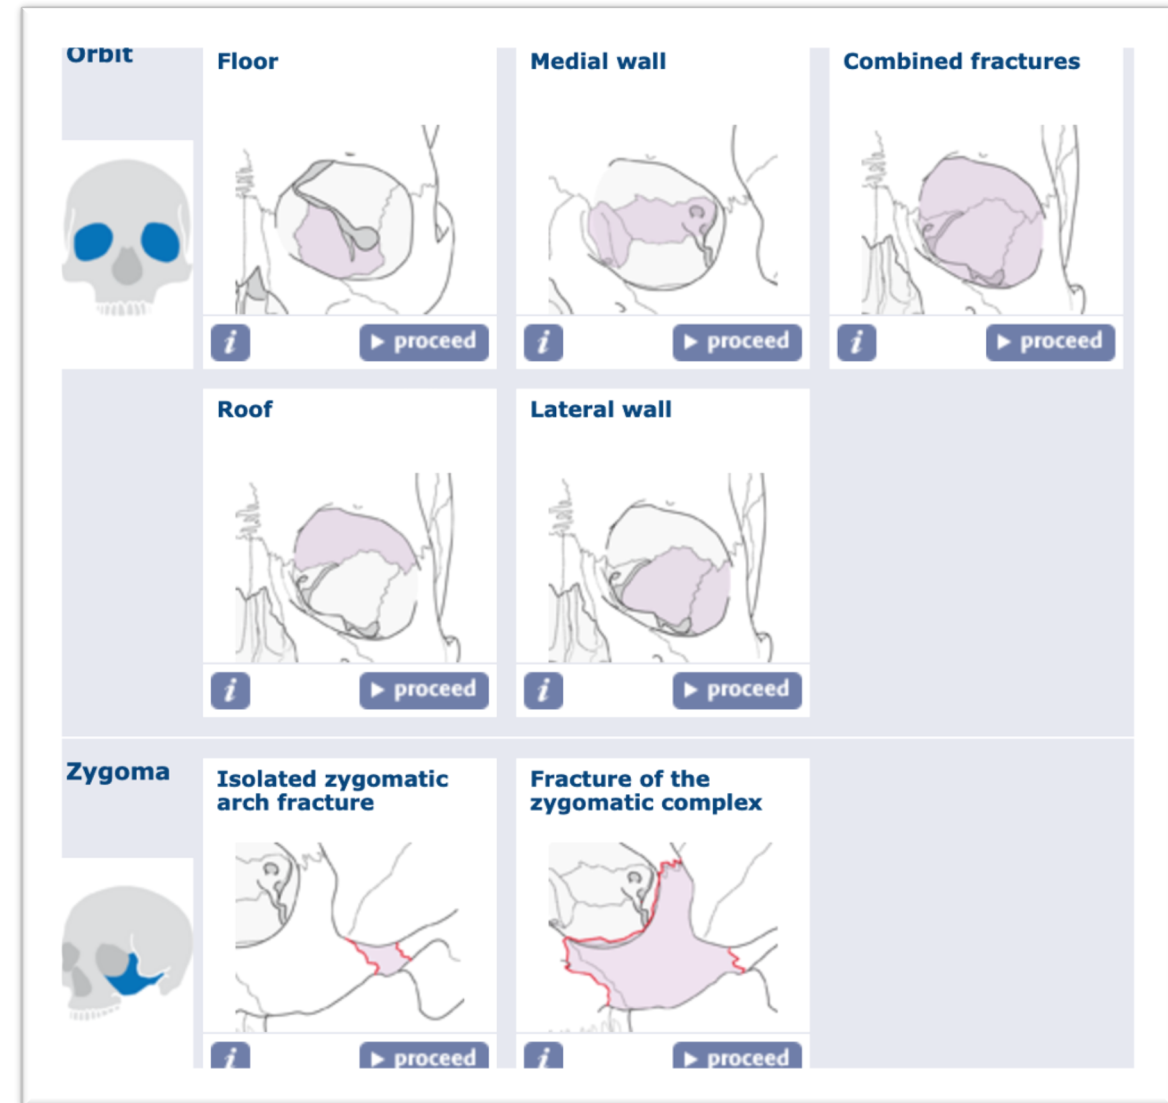 Orbit
Floor
Medial wall
Combined fractures
i
proceed
i
proceed
i
proceed
Roof
Lateral wall
i
proceed
i
proceed
Zygoma
Isolated zygomatic
arch fracture
Fracture of the
zygomatic complex
i
proceed
i
proceed